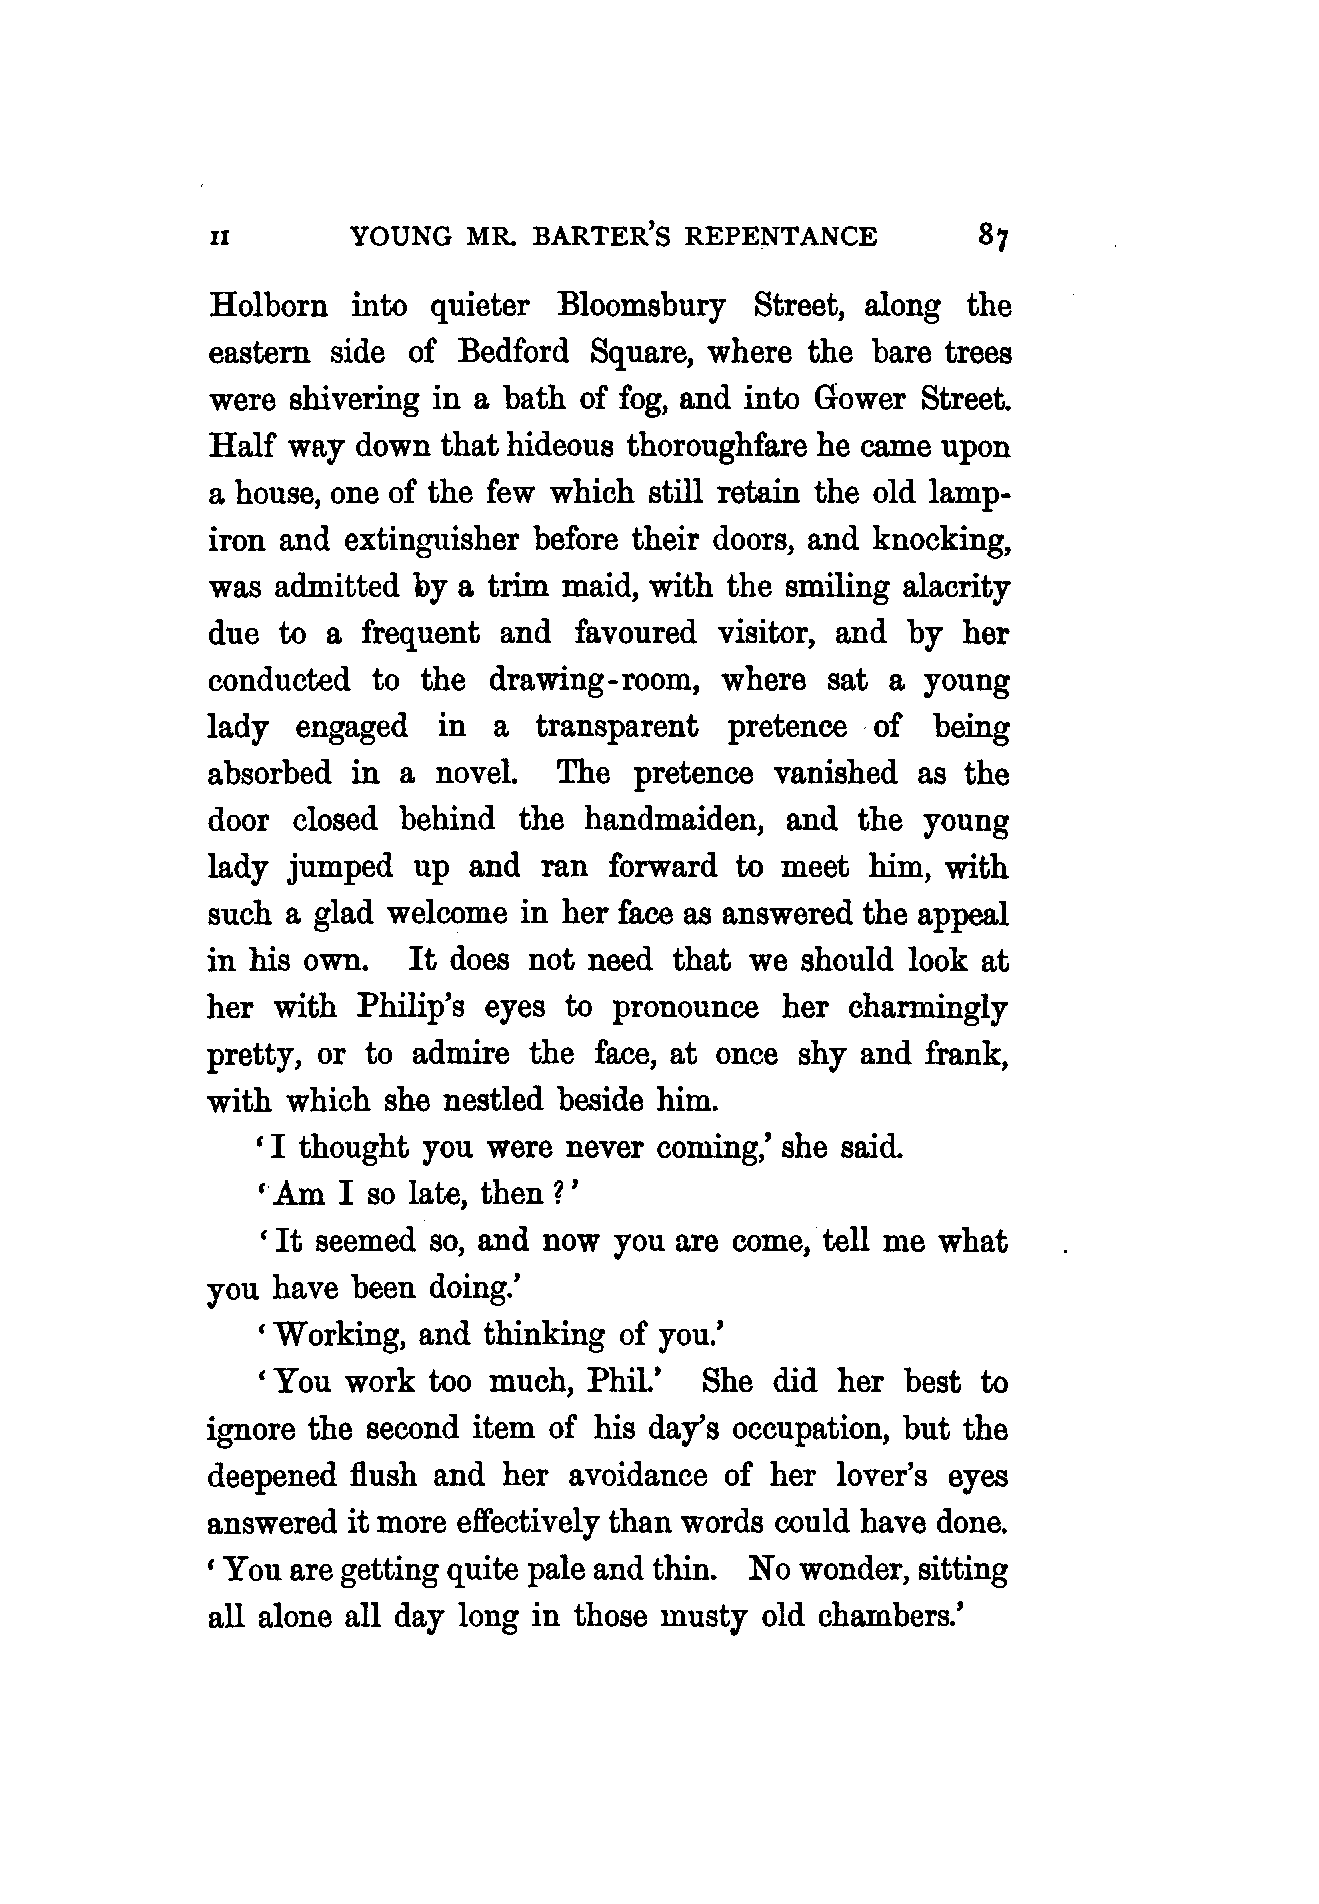 II YOUNG MR. BARTER'S REPENTANCE 87
Holborn into quieter Bloomsbury Street, along the
eastern side of Bedford Square, where the bare trees
were shivering in a bath of fog, and into Gower Street.
Half way down that hideous thoroughfare he came upon
a house, one of the few which still retain the old lamp-
iron and extinguisher before their doors, and knocking,
was admitted by a trim maid, with the smiling alacrity
due to a frequent and favoured visitor, and by her
conducted to the drawing-room, where sat a young
lady engaged in a transparent pretence of being
absorbed in a novel. The pretence vanished as the
door closed behind the handmaiden, and the young
lady jumped up and ran forward to meet him, with
such a glad welcome in her face as answered the appeal
in his own. It does not need that we should look at
her with Philip's eyes to pronounce her charmingly
pretty, or to admire the face, at once shy and frank,
with which she nestled beside him.
‘I thought you were never coming,’ she said.
‘Am I so late, then?’
‘It seemed so, and now you are come, tell me what
you have been doing.’
‘Working, and thinking of you.’
‘You work too much, Phil.’ She did her best to
ignore the second item of his day's occupation, but the
deepened flush and her avoidance of her lover's eyes
answered it more effectively than words could have done.
‘You are getting quite pale and thin. No wonder, sitting
all alone all day long in those musty old chambers.’